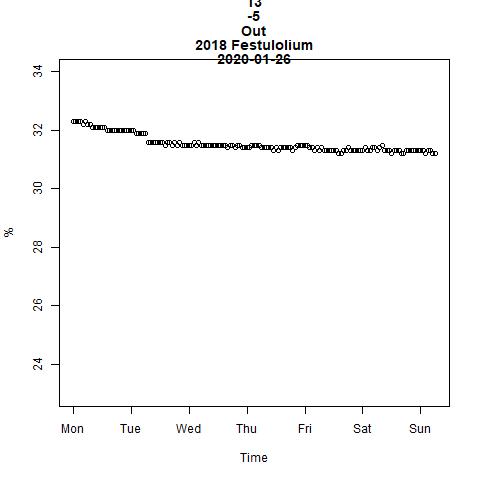 13
-5
Out
2018 Festulolium
2020-01-26
%
34
32
30
28
26
24
Mon Tue Wed Thu Fri Sat Sun
Time